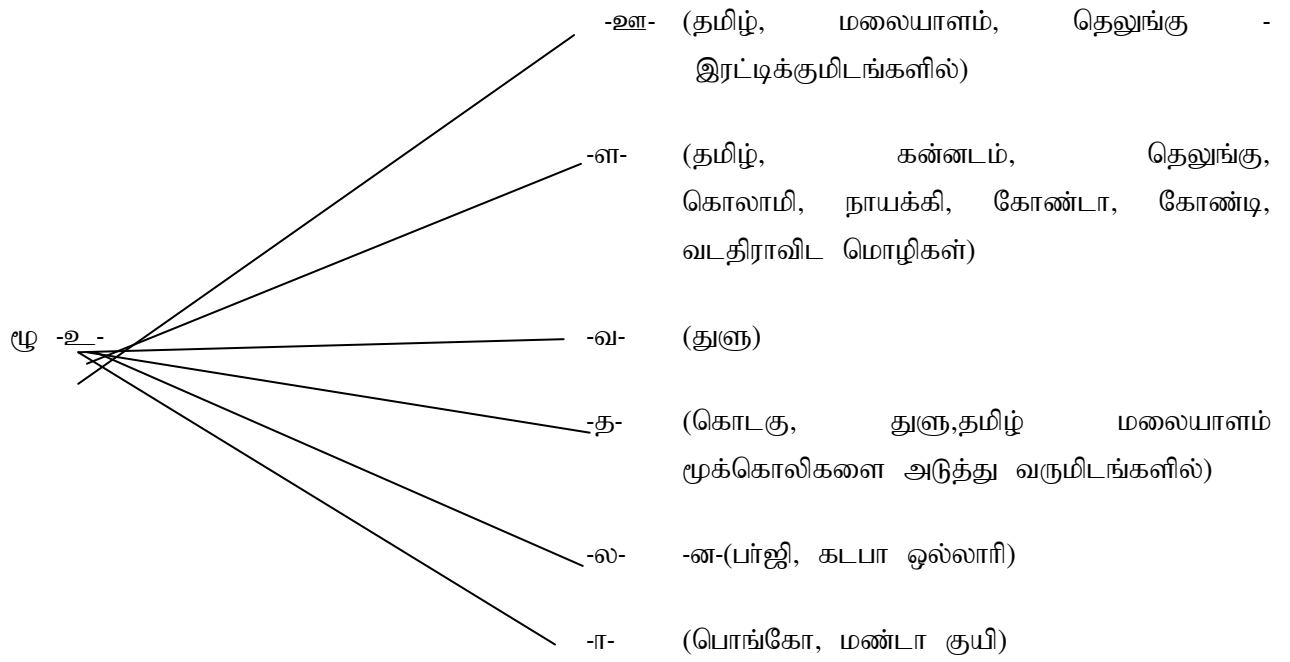 -ஊ- (தமிழ், மலையாளம், தெலுங்கு -
இரட்டிக்குமிடங்களில்)
-ள- (தமிழ், கன்னடம், தெலுங்கு,
கொலாமி, நாயக்கி, கோண்டா, கோண்டி,
வடதிராவிட மொழிகள்)
மூ -உ- -வ- (துளு)
-த- (கொடகு, துளு,தமிழ் மலையாளம்
மூக்கொலிகளை அடுத்து வருமிடங்களில்)
-ல- -ன-(பர்ஜி, கடபா ஒல்லாரி)
-ர- (பொங்கோ, மண்டா குயி)